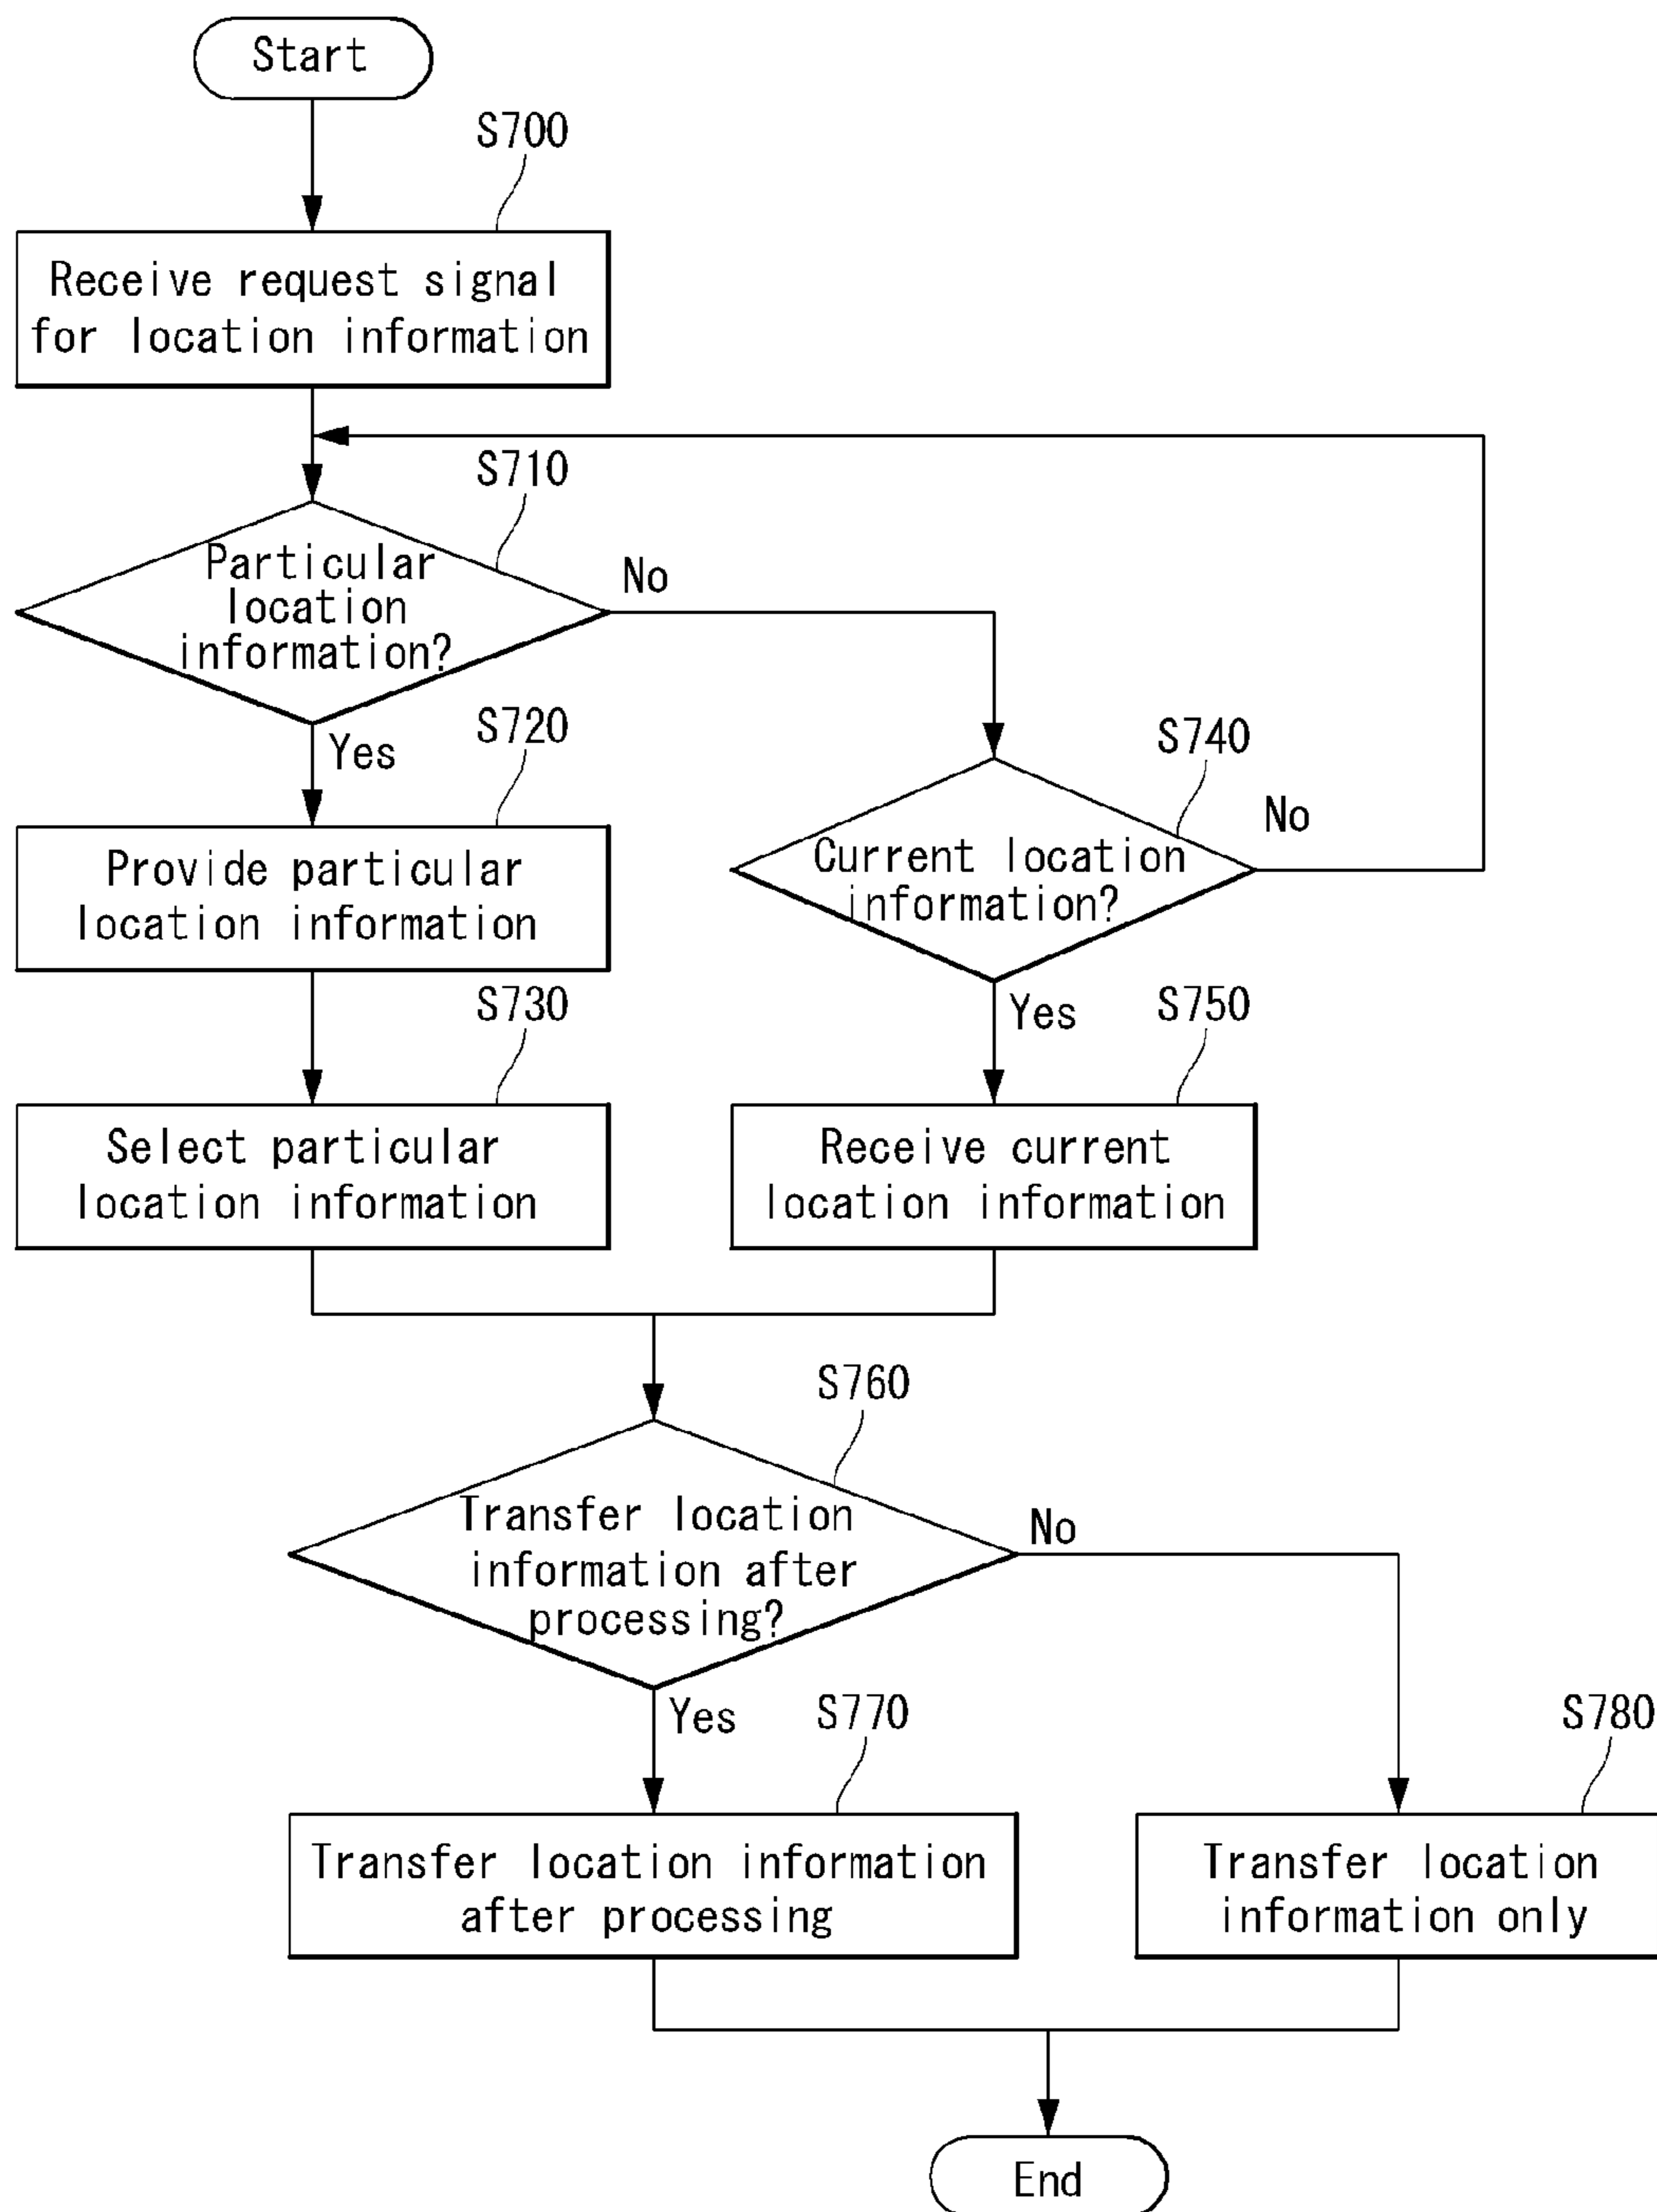 Start
S700
Receive request signal
for location information
S710
Particular
location
information?
No
Yes
S720
Provide particular
location information
S740
Current location
information?
No
Yes
S730
Select particular
location information
S750
Receive current
location information
S760
Transfer location
information after
processing?
No
Yes
S770
Transfer location information
after processing
S780
Transfer location
information only
End